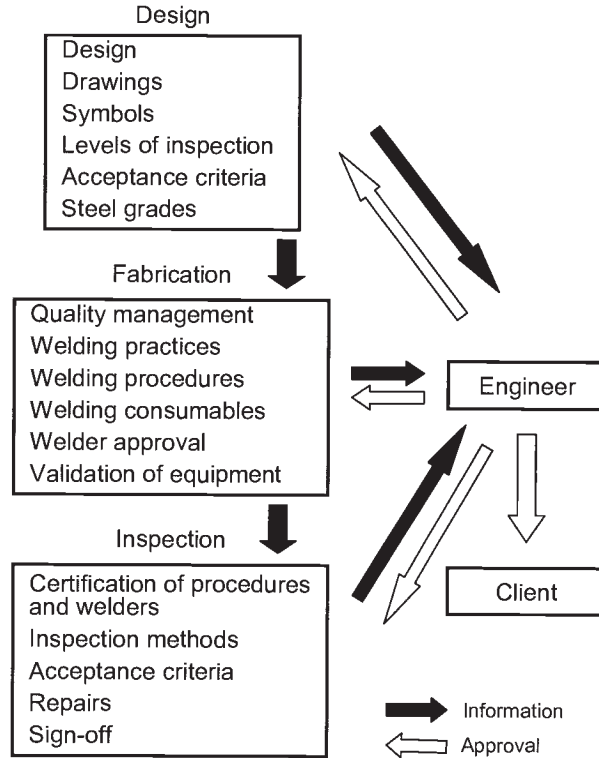 Design
Design
Drawings
Symbols
Levels of inspection
Acceptance criteria
Steel grades
Fabrication
Quality management
Welding practices
Welding procedures
Welding consumables
Welder approval
Validation of equipment
Inspection
Certification of procedures
and welders
Inspection methods
Acceptance criteria
Repairs
Sign-off
Engineer
Client
Information
Approval